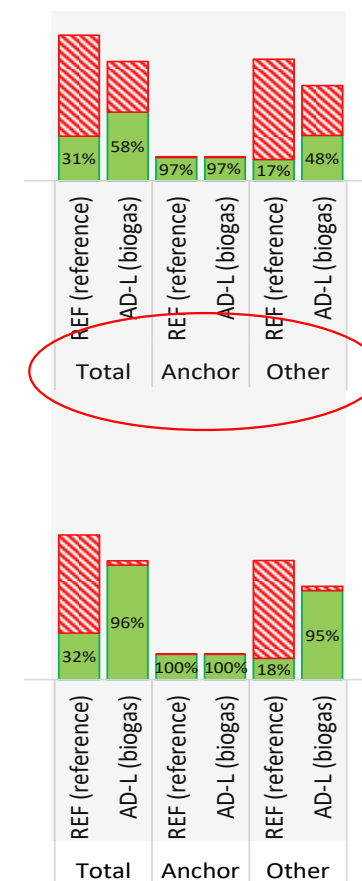 31%
58%
97%
97%
17%
48%
REF (reference)
AD-L (biogas)
REF (reference)
AD-L (biogas)
REF (reference)
AD-L (biogas)
Total
Anchor
Other
32%
96%
100%
100%
18%
95%
REF (reference)
AD-L (biogas)
REF (reference)
AD-L (biogas)
REF (reference)
AD-L (biogas)
Total
Anchor
Other